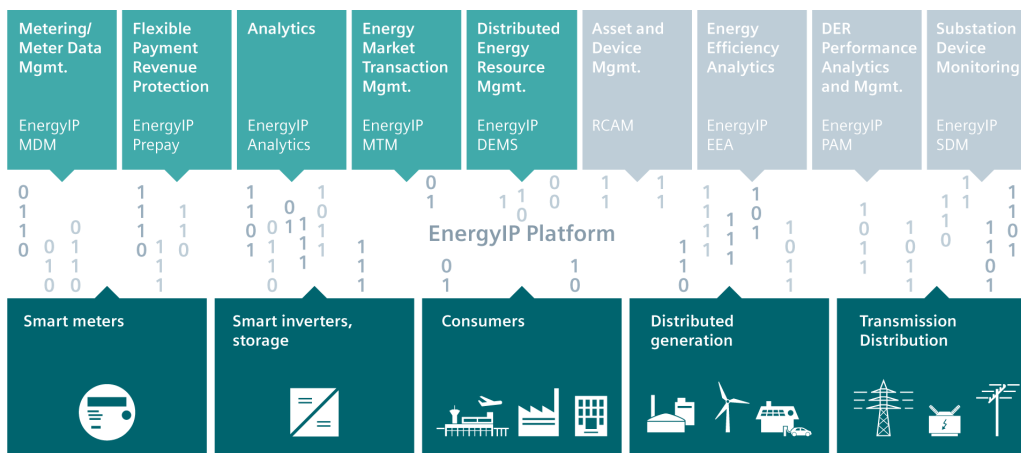 Metering/
Meter Data
Mgmt.
EnergyIP
MDM
Flexible
Payment
Revenue
Protection
EnergyIP
Prepay
Analytics
EnergyIP
Analytics
Energy
Market
Transaction
Mgmt.
EnergyIP
MTM
Distributed
Energy
Resource
Mgmt.
EnergyIP
DEMS
Asset and
Device
Mgmt.
RCAM
Energy
Efficiency
Analytics
EnergyIP
EEA
DER
Performance
Analytics
and Mgmt.
EnergyIP
PAM
Substation
Device
Monitoring
EnergyIP
SDM
EnergyIP Platform
Smart meters
Smart inverters,
storage
Consumers
Distributed
generation
Transmission
Distribution